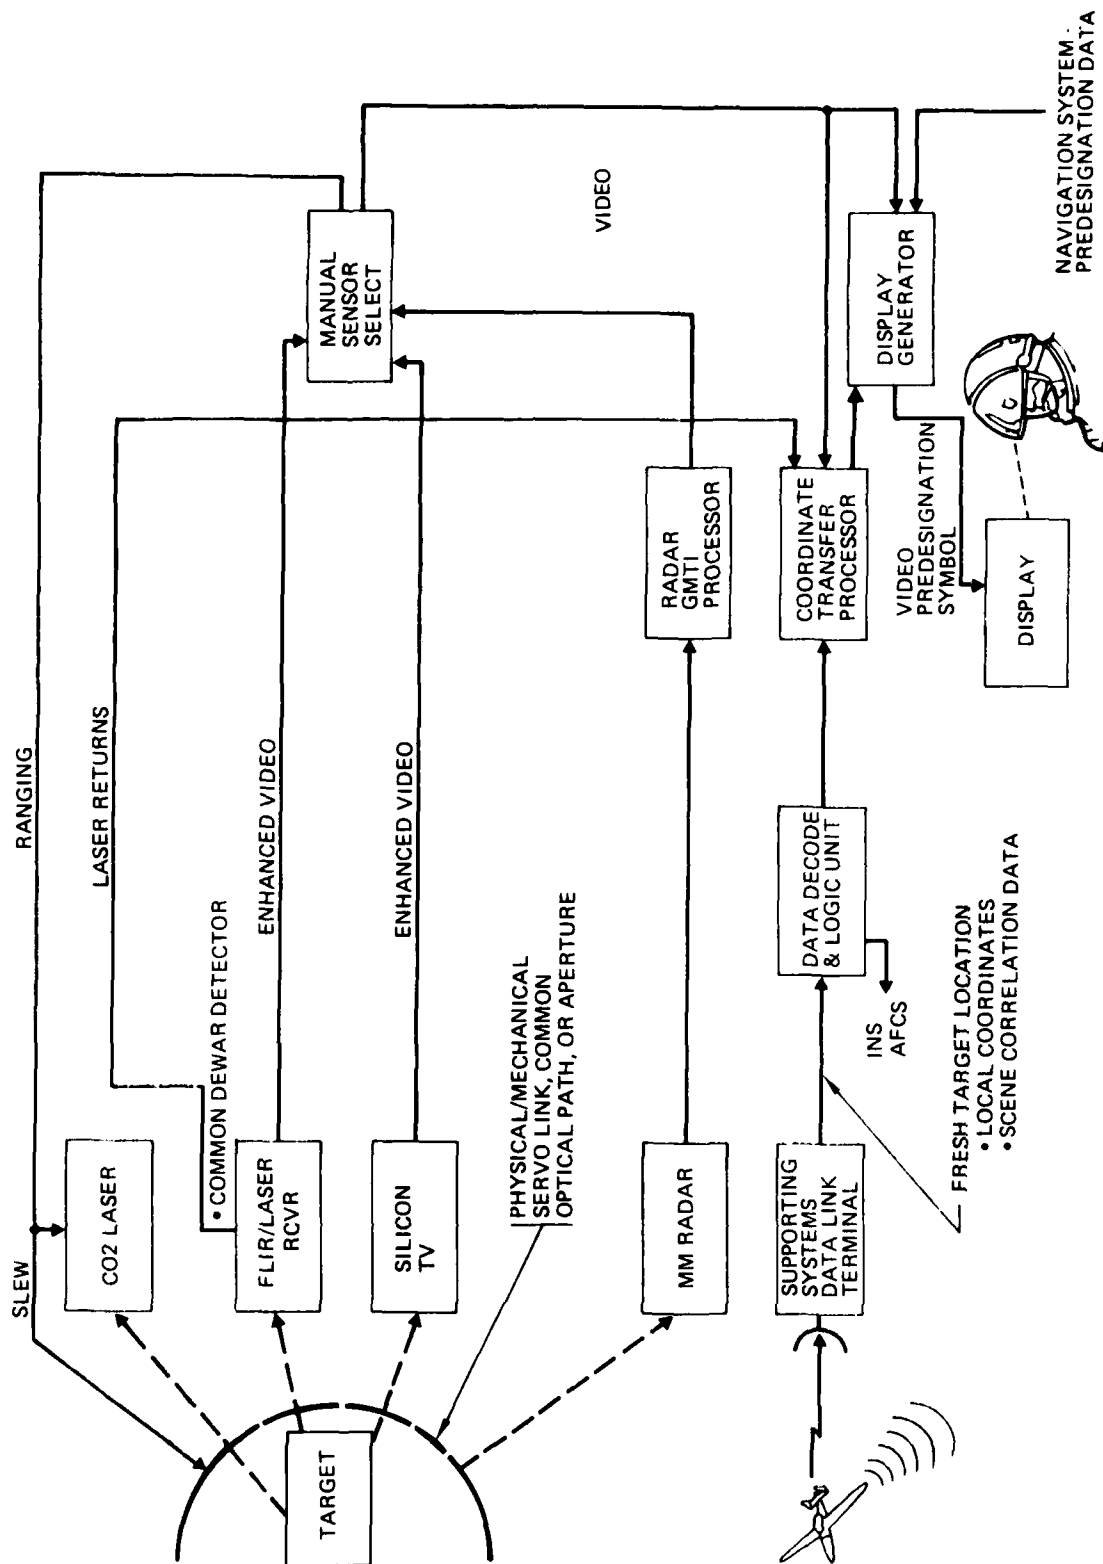 SLEW
RANGING
CO2 LASER
LASER RETURNS
• COMMON DEWAR DETECTOR
FLIR/LASER
RCVR
ENHANCED VIDEO
MANUAL
SENSOR
SELECT
TARGET
SILICON
TV
ENHANCED VIDEO
PHYSICAL/MECHANICAL
SERVO LINK, COMMON
OPTICAL PATH, OR APERTURE
VIDEO
MM RADAR
RADAR
GMTI
PROCESSOR
SUPPORTING
SYSTEMS
DATA LINK
TERMINAL
DATA DECODE
& LOGIC UNIT
COORDINATE
TRANSFER
PROCESSOR
DISPLAY
GENERATOR
INS
AFCS
VIDEO
PREDESIGNATION
SYMBOL
FRESH TARGET LOCATION
• LOCAL COORDINATES
• SCENE CORRELATION DATA
DISPLAY
NAVIGATION SYSTEM -
PREDESIGNATION DATA